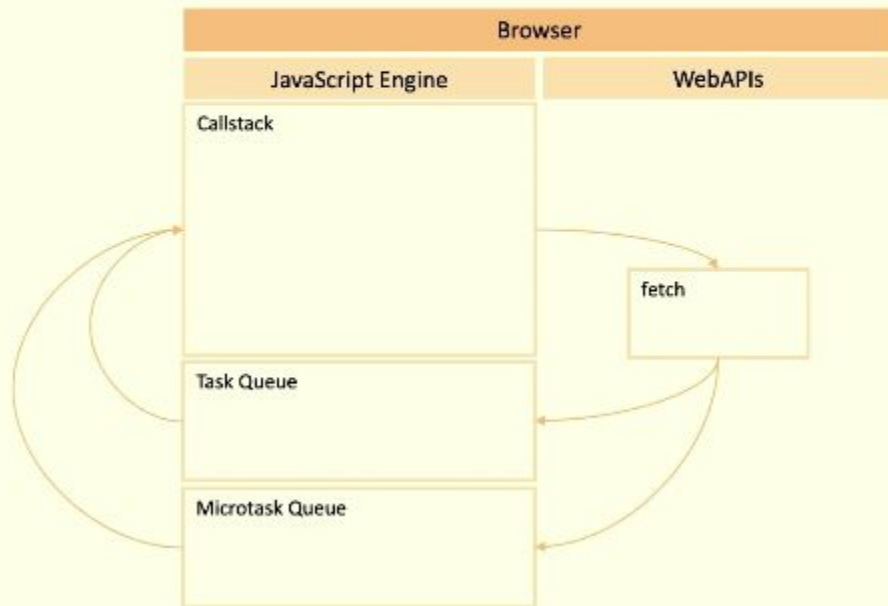 Browser
JavaScript Engine
WebAPIs
Callstack
fetch
Task Queue
Microtask Queue